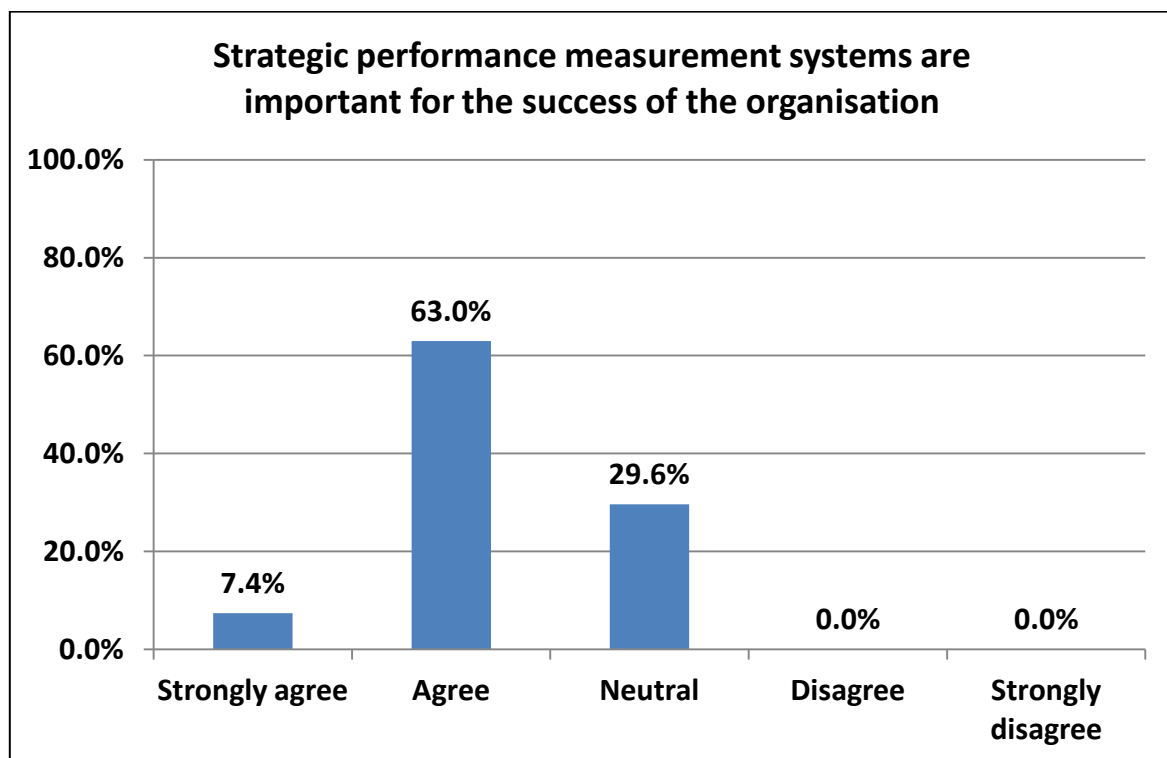 Strategic performance measurement systems are
important for the success of the organisation
100.0%
80.0%
60.0%
40.0%
20.0%
0.0%
7.4%
63.0%
29.6%
0.0%
0.0%
Strongly agree
Agree
Neutral
Disagree
Strongly
disagree